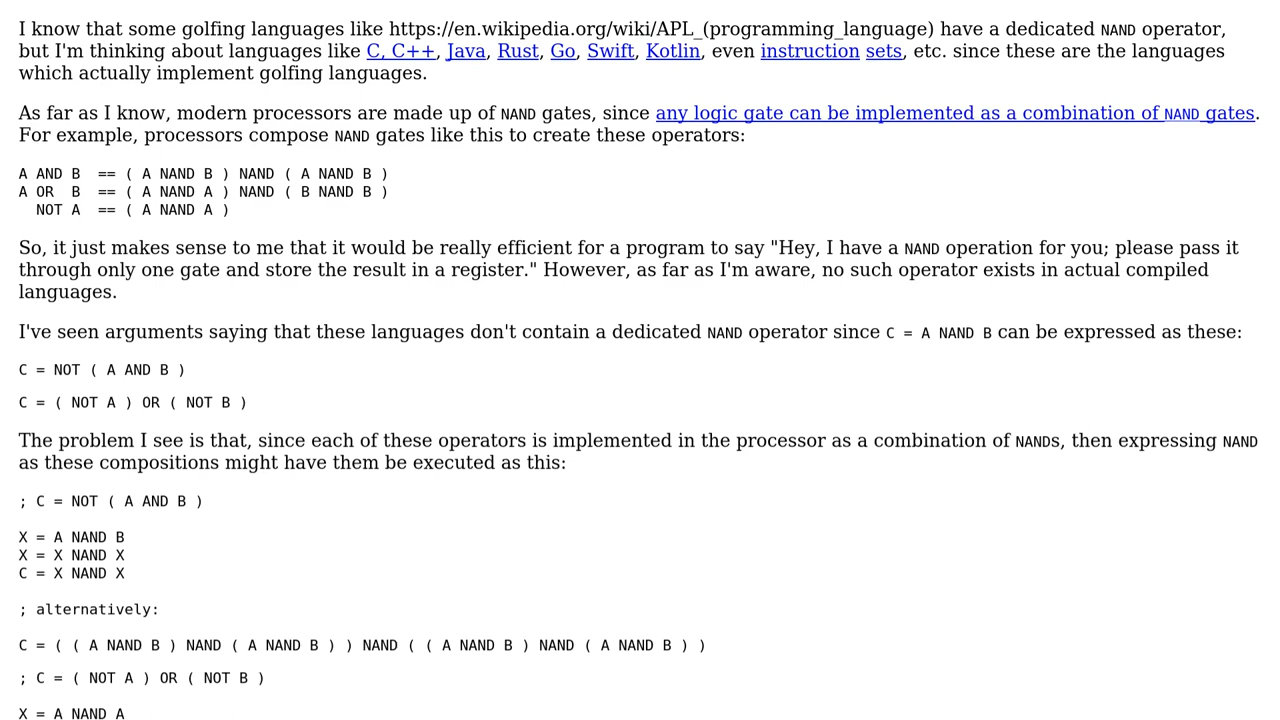 I know that some golfing languages like https://en.wikipedia.org/wiki/APL_(programming_language) have a dedicated NAND operator,
but I'm thinking about languages like C, C++, Java, Rust, Go, Swift, Kotlin, even instruction sets, etc. since these are the languages
which actually implement golfing languages.
As far as I know, modern processors are made up of NAND gates, since any logic gate can be implemented as a combination of NAND gates.
For example, processors compose NAND gates like this to create these operators:
A AND B  == ( A NAND B ) NAND ( A NAND B )
A OR  B  == ( A NAND A ) NAND ( B NAND B )
  NOT A  == ( A NAND A )
So, it just makes sense to me that it would be really efficient for a program to say "Hey, I have a NAND operation for you; please pass it
through only one gate and store the result in a register." However, as far as I'm aware, no such operator exists in actual compiled
languages.
I've seen arguments saying that these languages don't contain a dedicated NAND operator since C = A NAND B can be expressed as these:
C = NOT ( A AND B )
C = ( NOT A ) OR ( NOT B )
The problem I see is that, since each of these operators is implemented in the processor as a combination of NANDs, then expressing NAND
as these compositions might have them be executed as this:
; C = NOT ( A AND B )
X = A NAND B
X = X NAND X
C = X NAND X
; alternatively:
C = ( ( A NAND B ) NAND ( A NAND B ) ) NAND ( ( A NAND B ) NAND ( A NAND B ) )
; C = ( NOT A ) OR ( NOT B )
X = A NAND A